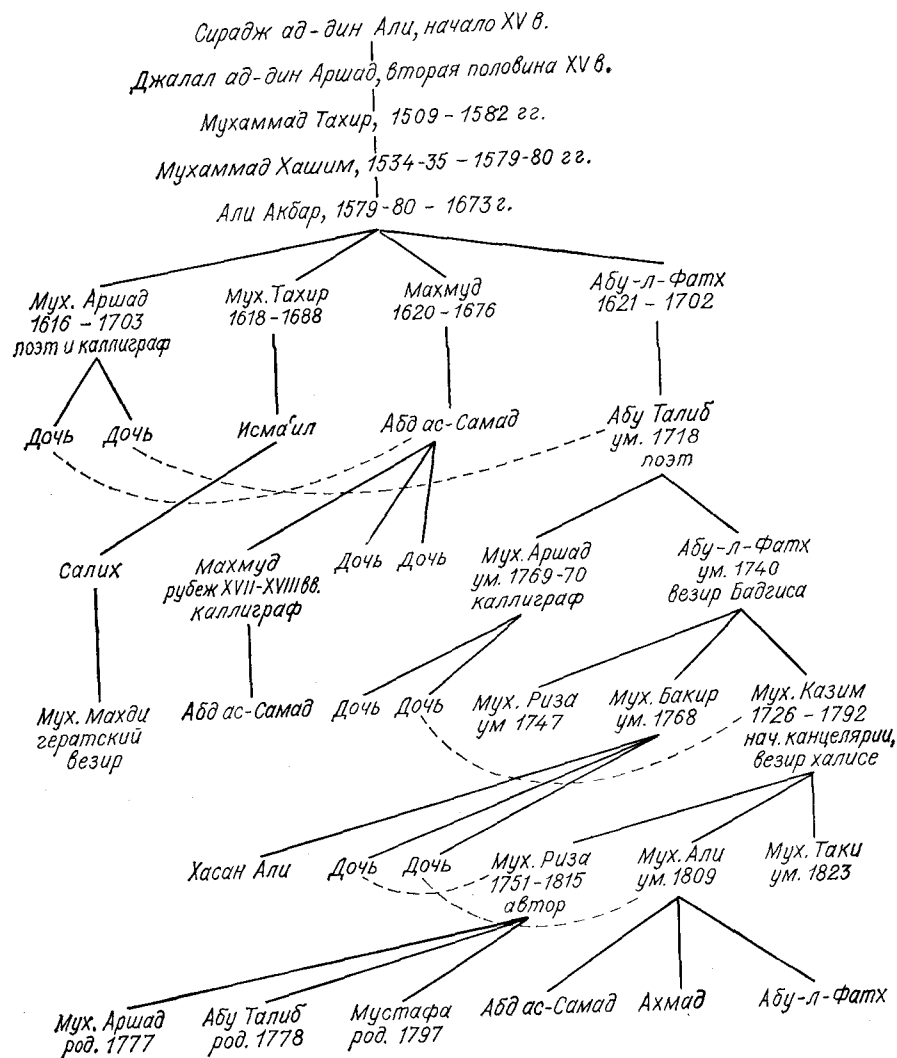 Сирадж ад-дин Али, начало XV в.
Джалал ад-дин Аршад, вторая половина XV в.
Мухаммад Тахир, 1509 – 1582 гг.
Мухаммад Хашим, 1534-35 – 1579-80 гг.
Али Акбар, 1579-80 – 1673 г.
Мух. Аршад
1616 – 1703
поэт и каллиграф
Мух. Тахир
1618 – 1688
Махмуд
1620 – 1676
Абу-л-Фатх
1621 – 1702
Дочь
Дочь
Исма'ил
Абд ас-Самад
Абу Талиб
ум. 1718
поэт
Салих
Махмуд
рубеж XVII-XVIII вв.
каллиграф
Дочь
Дочь
Мух. Аршад
ум. 1769-70
каллиграф
Абу-л-Фатх
ум. 1740
везир Бадгиса
Мух. Махди
гератский
везир
Абд ас-Самад
Дочь
Дочь
Мух. Риза
ум 1747
Мух. Бакир
ум. 1768
Мух. Казим
1726 – 1792
нач. канцелярии,
везир халисе
Хасан Али
Дочь
Дочь
Мух. Риза
1751 – 1815
автор
Мух. Али
ум. 1809
Мух. Таки
ум. 1823
Мух. Аршад
род. 1777
Абу Талиб
род. 1778
Мустафа
род. 1797
Абд ас-Самад
Ахмад
Абу-л-Фатх